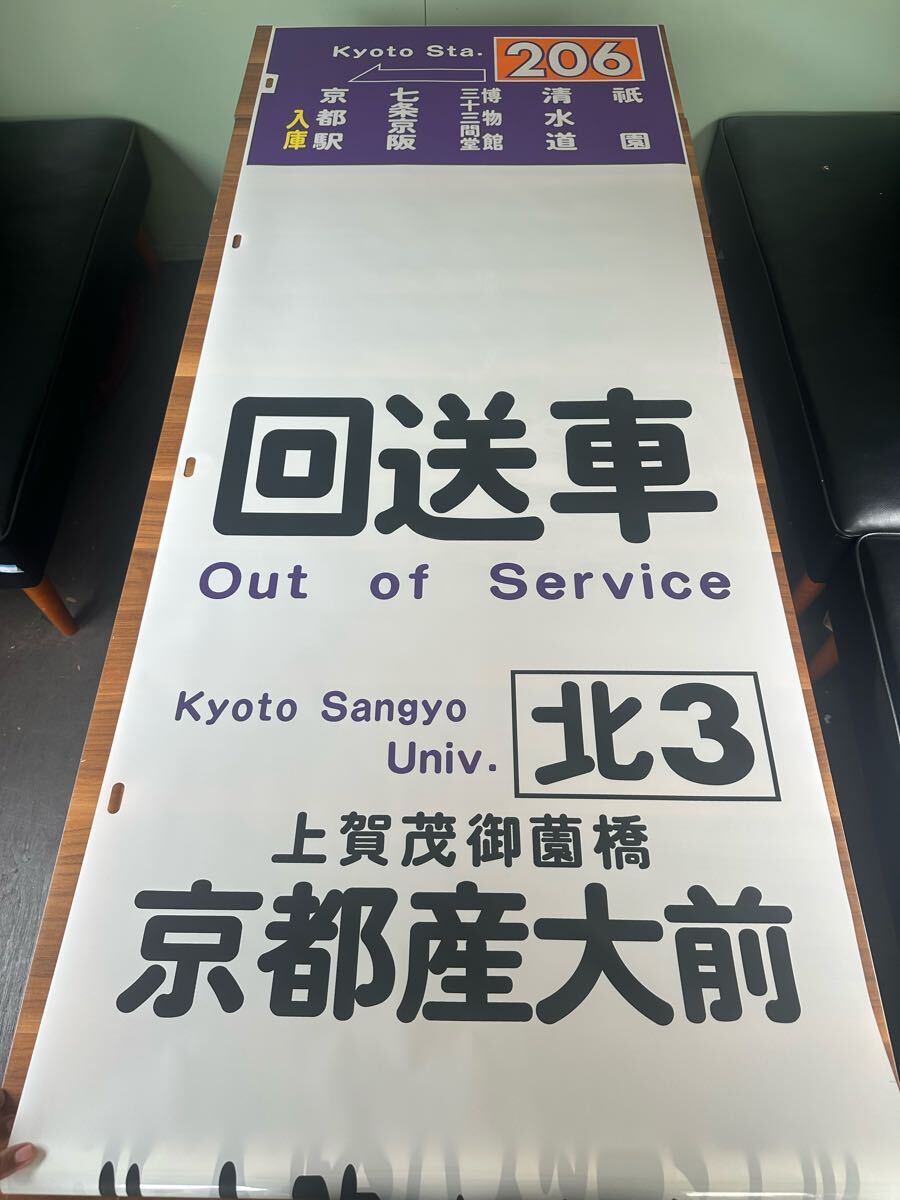 Kyoto Sta. 206
祇園
清水道
博物館
三十三間堂
七条京阪
京都駅
入庫
回送車
Out of Service
Kyoto Sangyo
Univ.
北3
上賀茂御薗橋
京都産大前